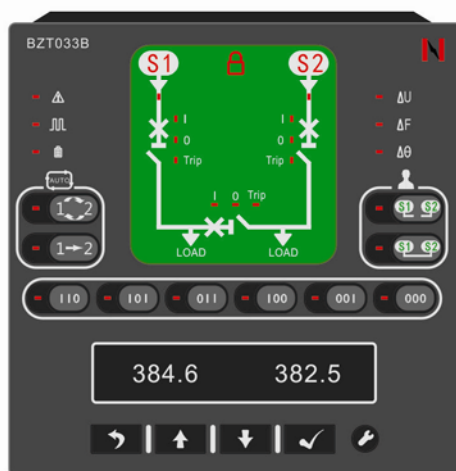 BZT033B
N
S1
S2
ΔU
ΔF
Δθ
I
0
Trip
I
0
Trip
I 0 Trip
LOAD
LOAD
AUTO
1 2
1 2
S1 S2
S1 S2
110 101 011 100 001 000
384.6 382.5